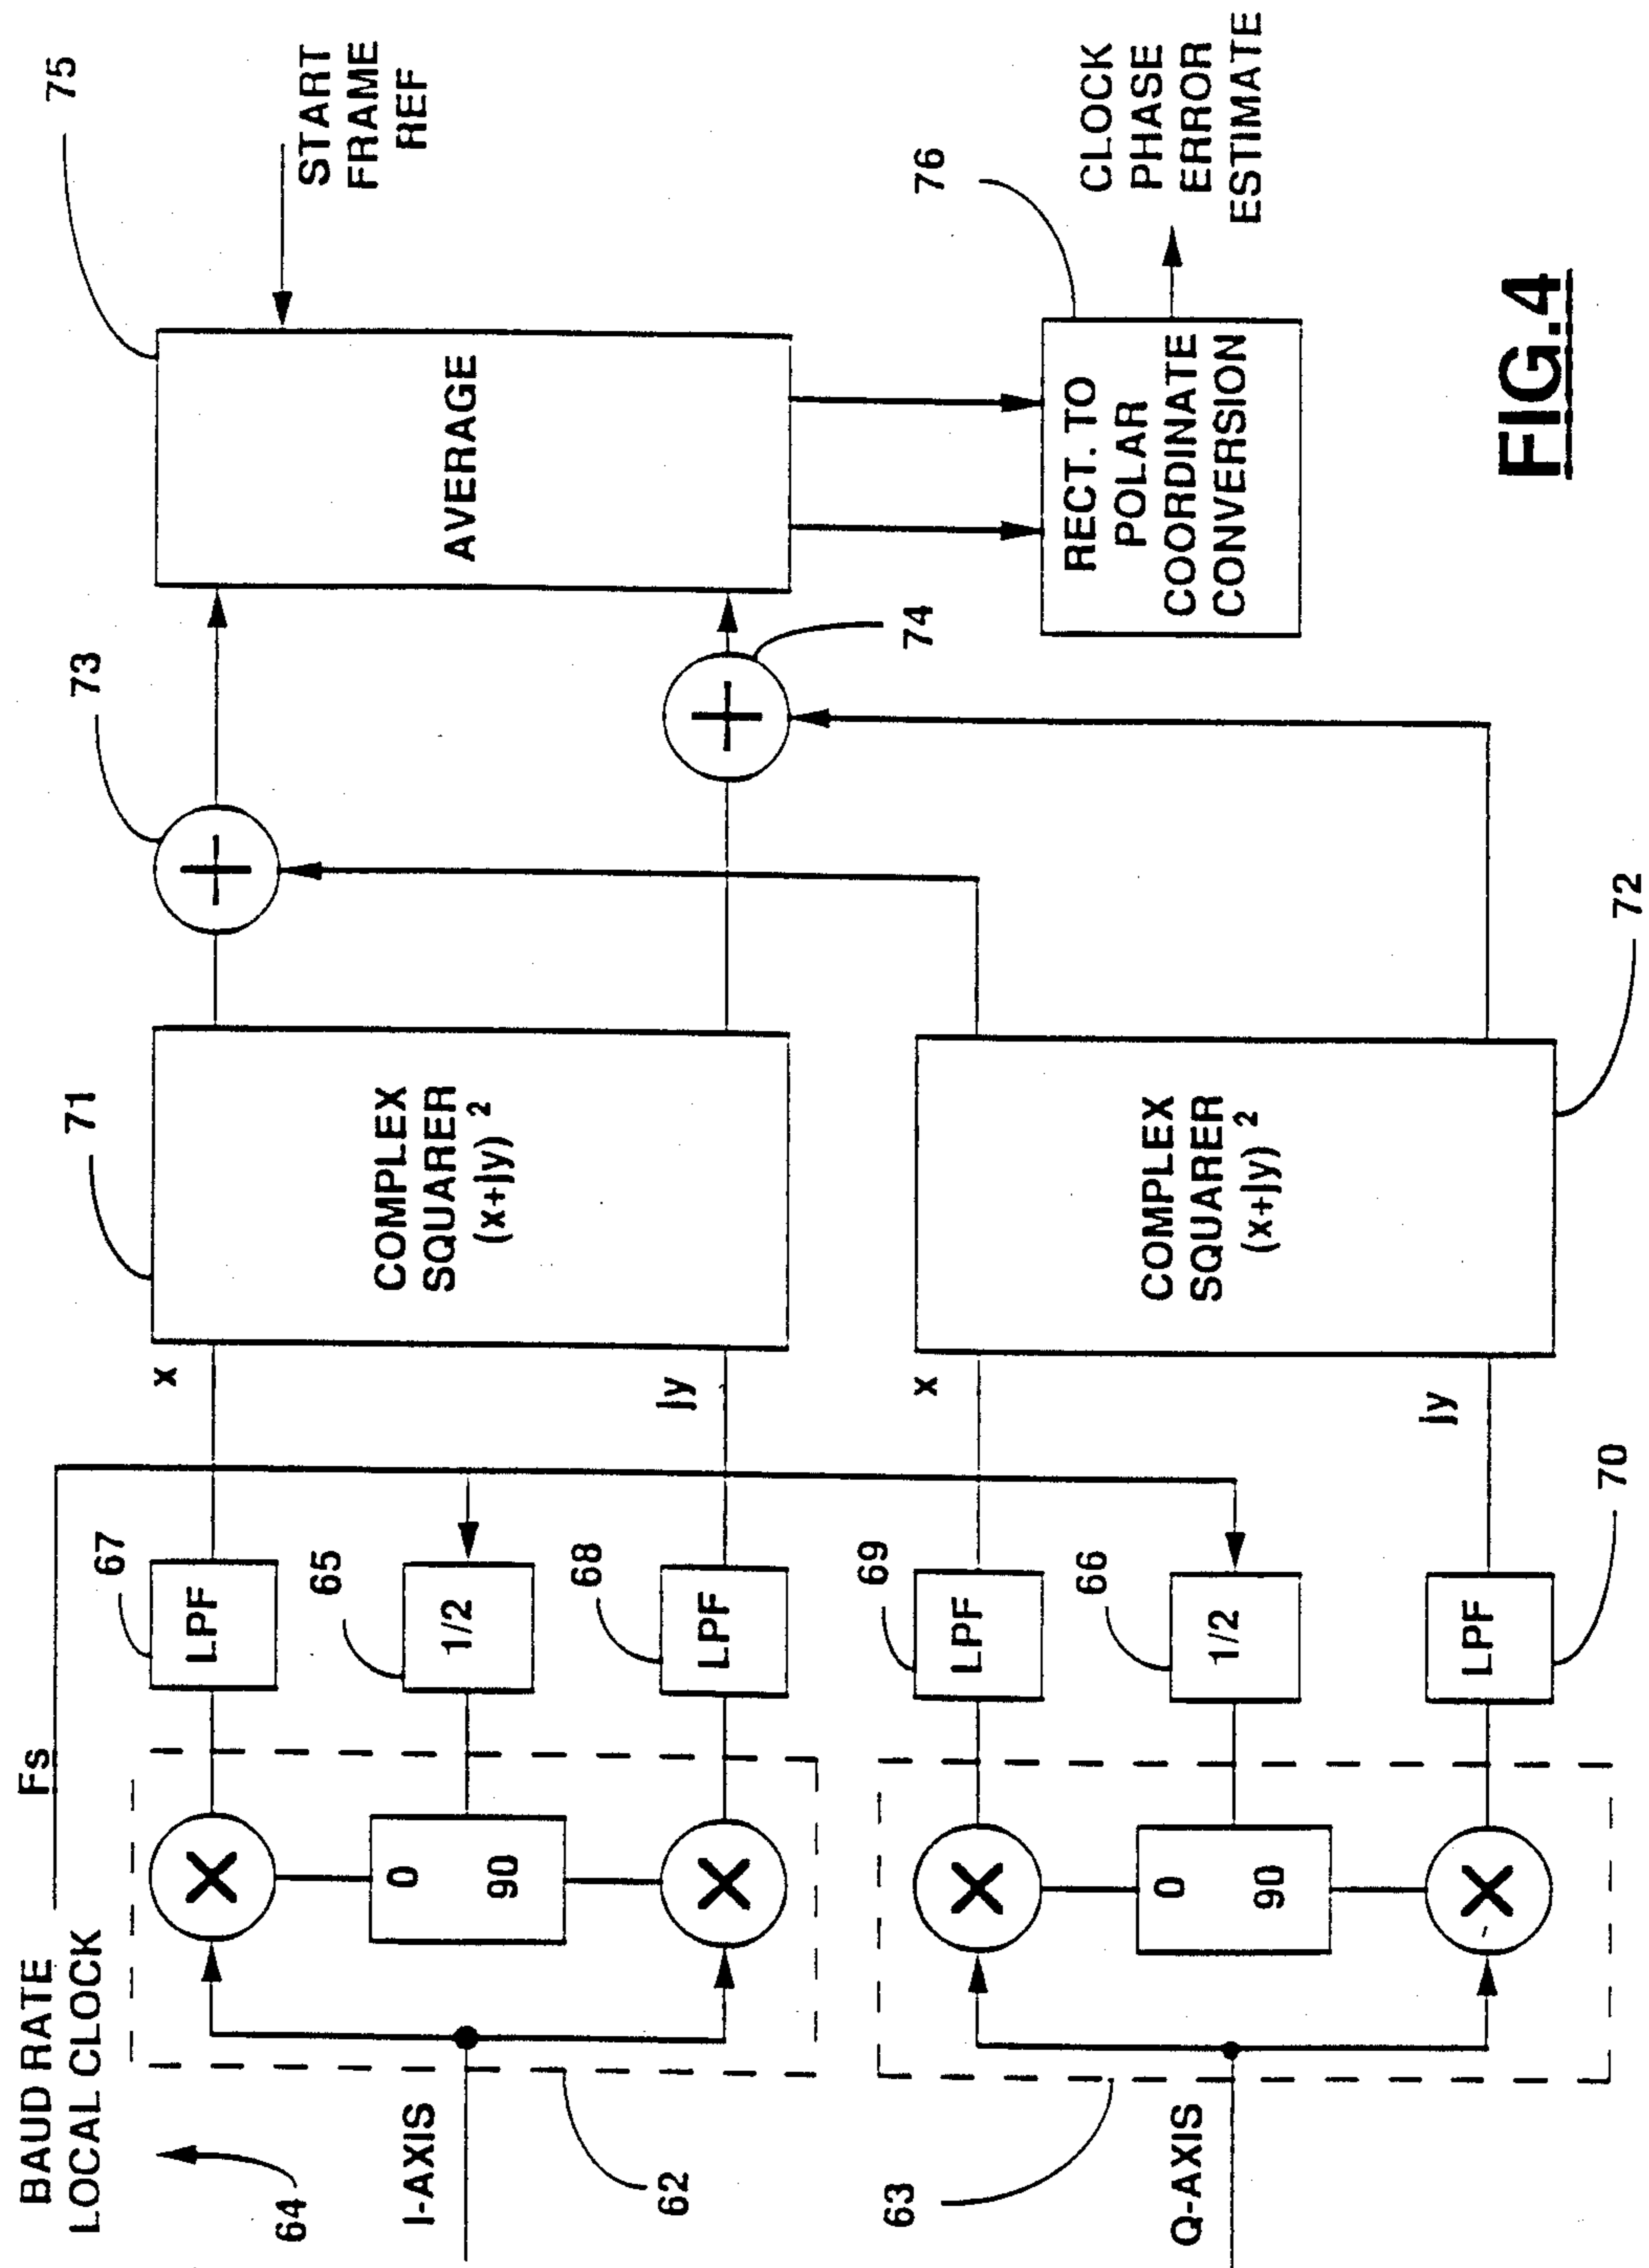 BAUD RATE
LOCAL CLOCK
Fs
64
I-AXIS
62
0
90
67
LPF
65
1/2
68
LPF
x
jy
71
COMPLEX
SQUARER
(x+jy) 2
73
74
75
AVERAGE
START
FRAME
REF
Q-AXIS
63
0
90
69
LPF
66
1/2
LPF
70
x
jy
COMPLEX
SQUARER
(x+jy) 2
72
76
RECT. TO
POLAR
COORDINATE
CONVERSION
CLOCK
PHASE
ERROR
ESTIMATE
FIG.4